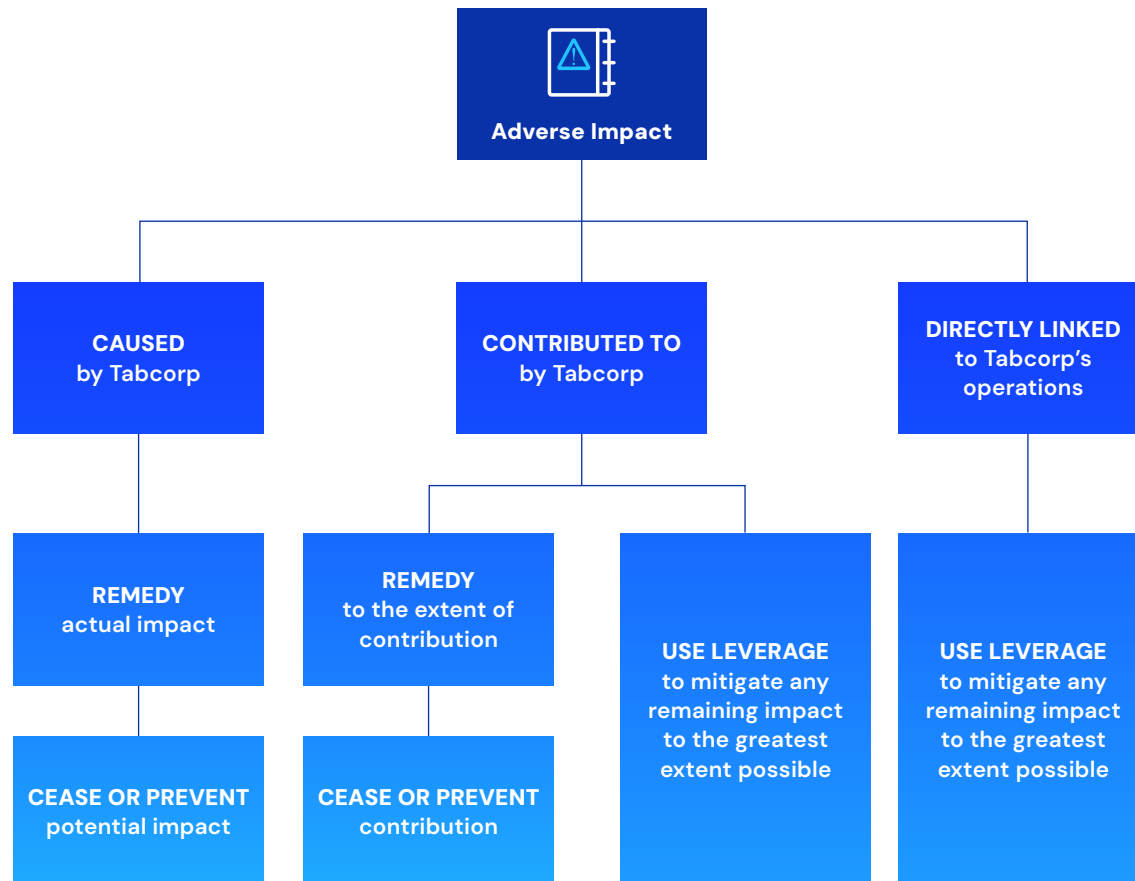 Adverse Impact
CAUSED
by Tabcorp
CONTRIBUTED TO
by Tabcorp
DIRECTLY LINKED
to Tabcorp’s
operations
REMEDY
actual impact
REMEDY
to the extent of
contribution
USE LEVERAGE
to mitigate any
remaining impact
to the greatest
extent possible
USE LEVERAGE
to mitigate any
remaining impact
to the greatest
extent possible
CEASE OR PREVENT
potential impact
CEASE OR PREVENT
contribution